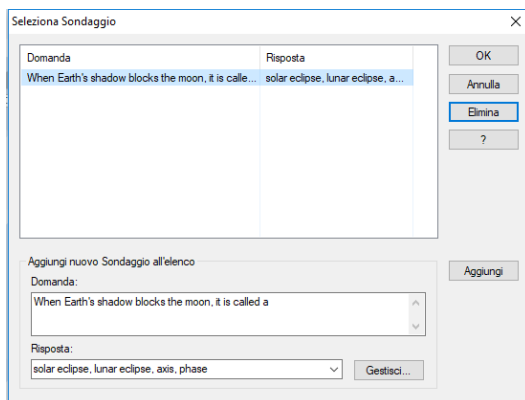 Seleziona Sondaggio
Domanda Risposta
When Earth's shadow blocks the moon, it is calle... solar eclipse, lunar eclipse, a...
OK
Annulla
Elimina
?
Aggiungi nuovo Sondaggio all'elenco
Aggiungi
Domanda:
When Earth's shadow blocks the moon, it is called a
Risposta:
solar eclipse, lunar eclipse, axis, phase
Gestisci...